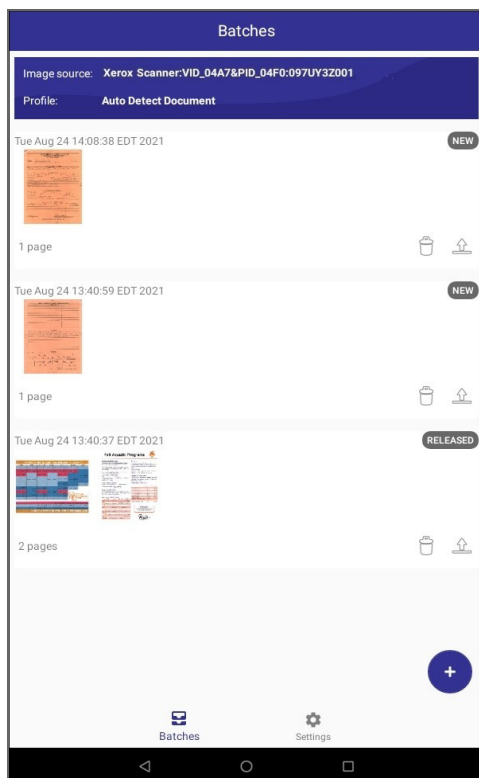 Batches
Image source: Xerox Scanner:VID_04A7&PID_04F0:097UY3Z001
Profile: Auto Detect Document
Tue Aug 24 14:08:38 EDT 2021 NEW
1 page
Tue Aug 24 13:40:59 EDT 2021 NEW
1 page
Tue Aug 24 13:40:37 EDT 2021 RELEASED
Fall Aquatic Programs
2 pages
+
Batches Settings